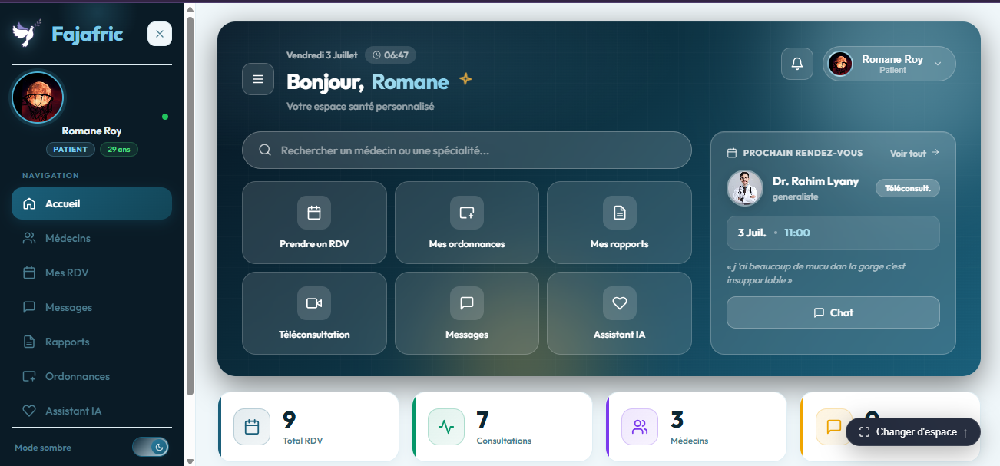 Fajafric
Romane Roy
PATIENT
29 ans
NAVIGATION
Accueil
Médecins
Mes RDV
Messages
Rapports
Ordonnances
Assistant IA
Mode sombre
Vendredi 3 Juillet
06:47
Bonjour, Romane
Votre espace santé personnalisé
Romane Roy
Patient
Rechercher un médecin ou une spécialité...
Prendre un RDV
Mes ordonnances
Mes rapports
Téléconsultation
Messages
Assistant IA
PROCHAIN RENDEZ-VOUS
Voir tout →
Dr. Rahim Lyany
generaliste
Téléconsult.
3 Juil. • 11:00
« j 'ai beaucoup de mucu dan la gorge c'est
insupportable »
Chat
9
Total RDV
7
Consultations
3
Médecins
Changer d'espace ↑